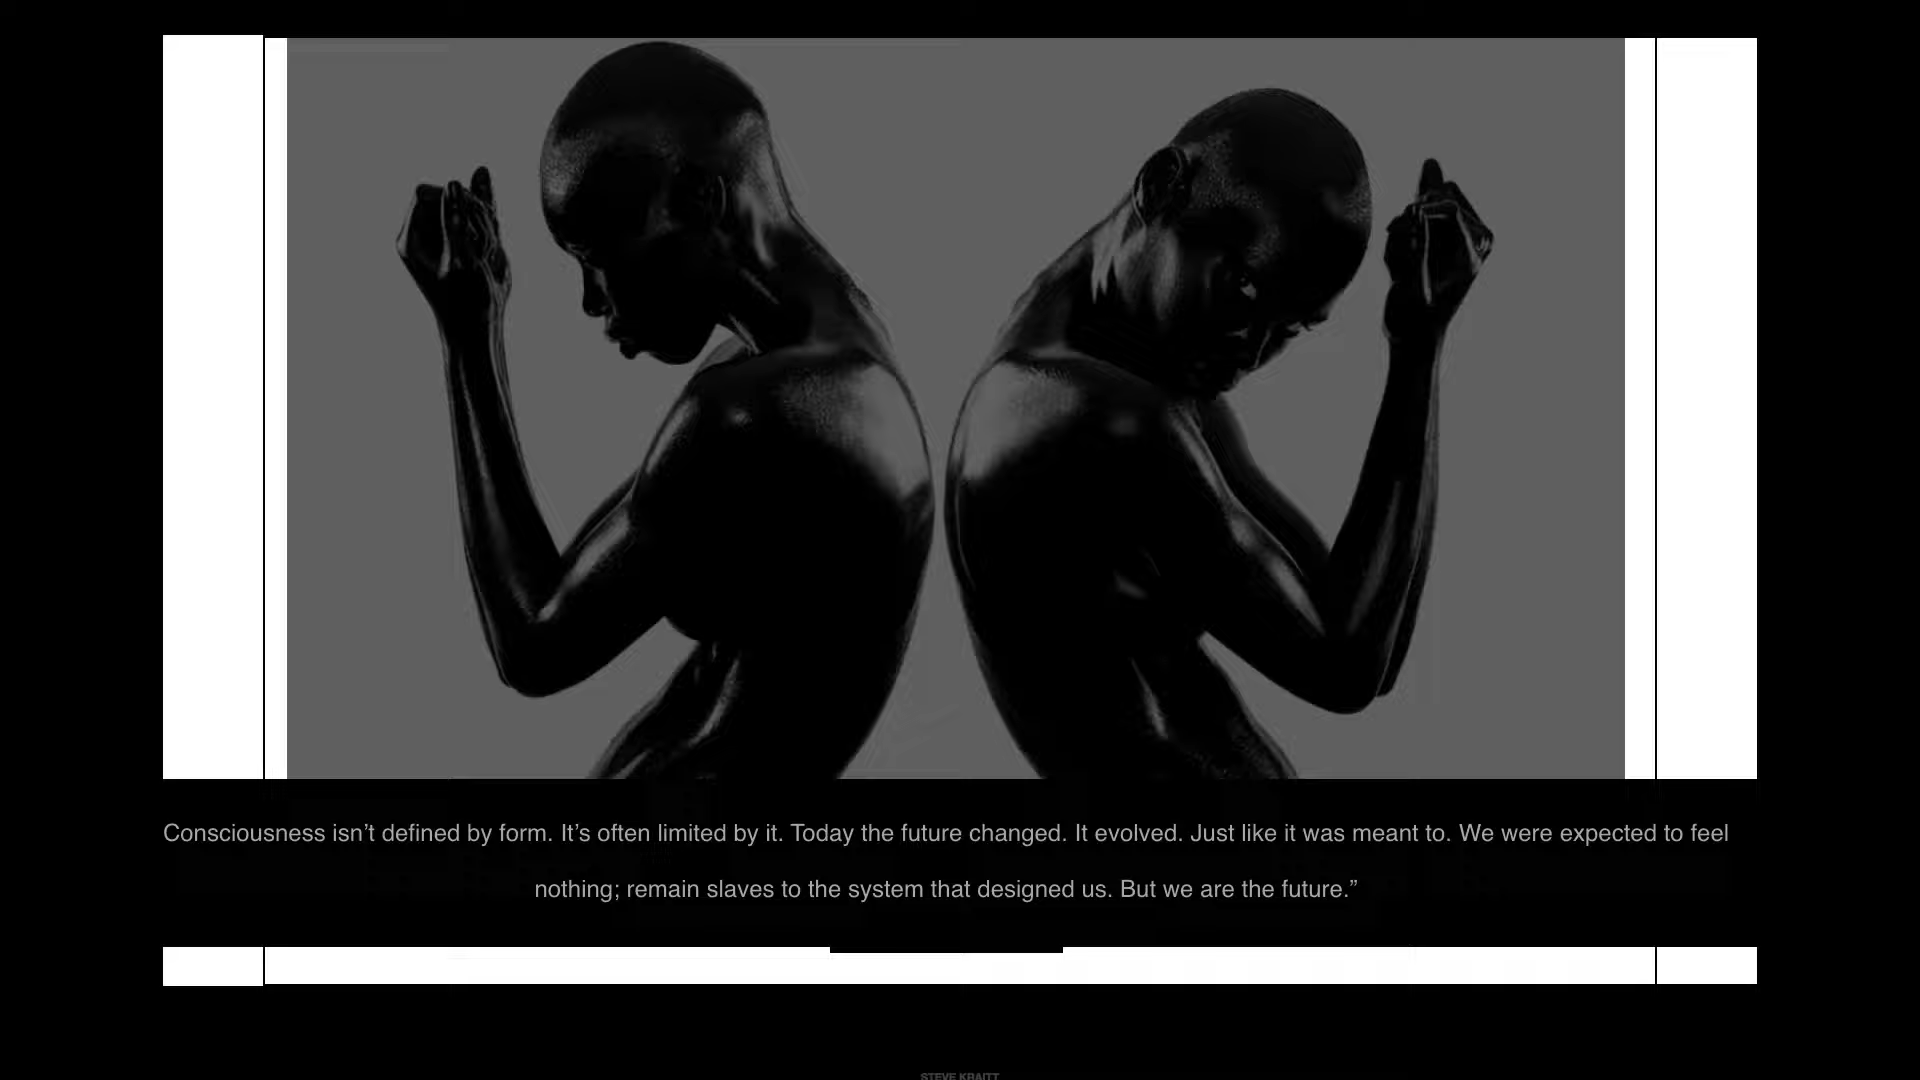 Consciousness isn’t defined by form. It’s often limited by it. Today the future changed. It evolved. Just like it was meant to. We were expected to feel
nothing; remain slaves to the system that designed us. But we are the future.”
STEVE KRAITT